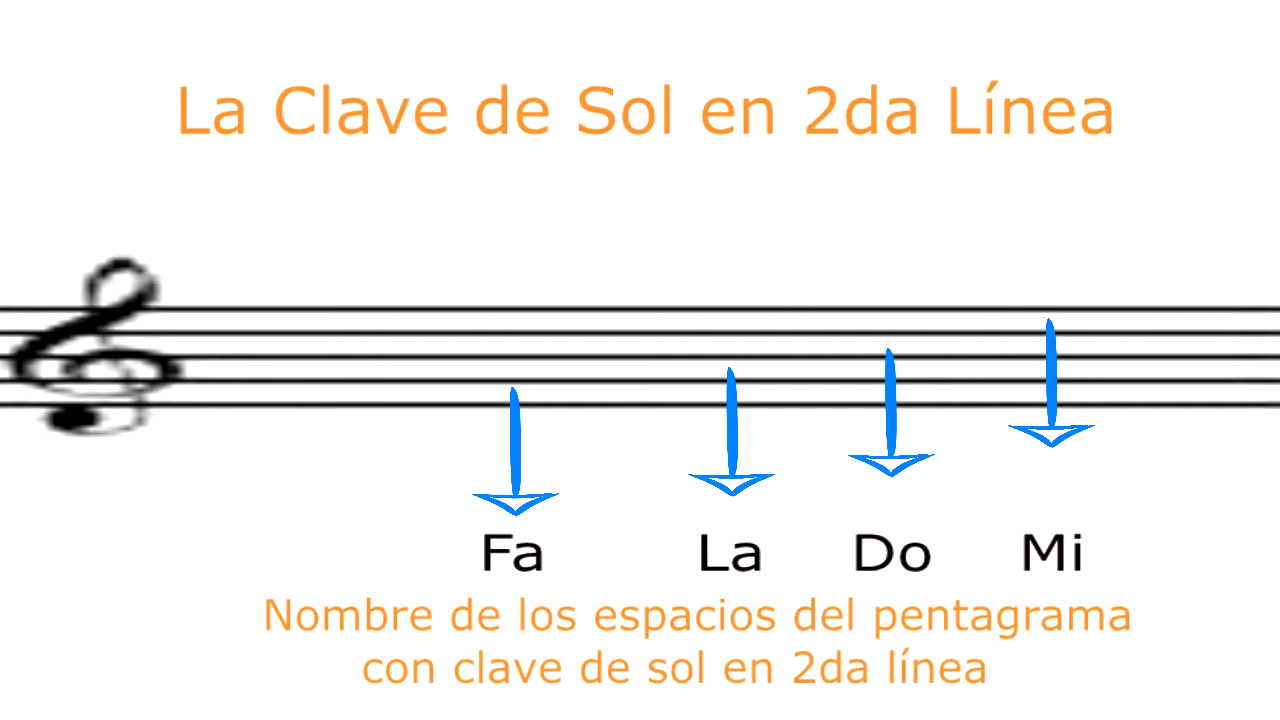 La Clave de Sol en 2da Línea
Fa La Do Mi
Nombre de los espacios del pentagrama
con clave de sol en 2da línea